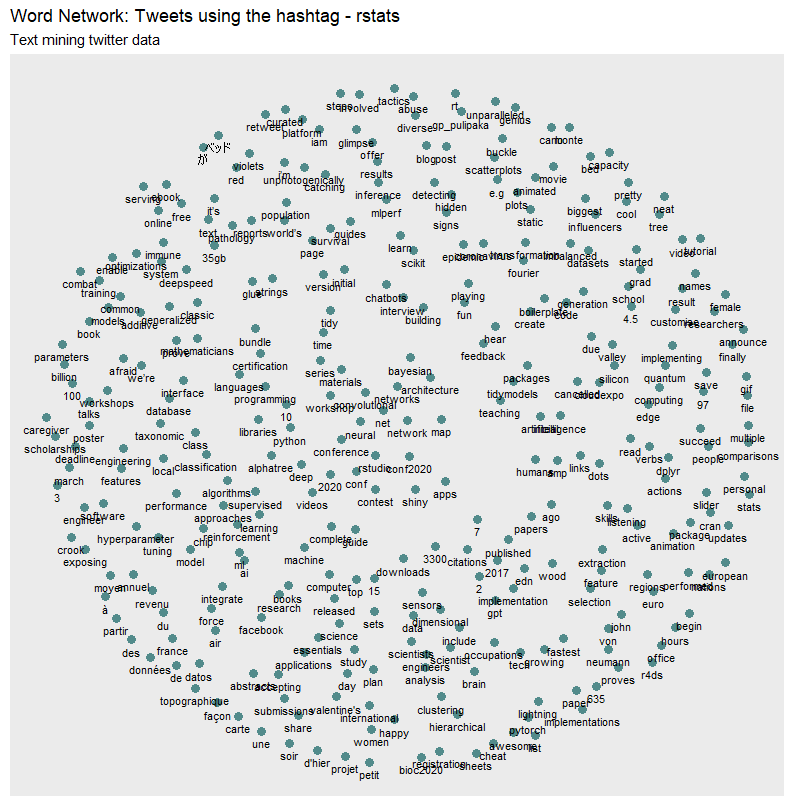 Word Network: Tweets using the hashtag - rstats
Text mining twitter data
tactics
steps involved abuse rt unparalleled
retweet curated genius
platform diverse gp_pulipaka cam monte
ベッド iam glimpse buckle
が offer blogpost capacity
violets i'm results scatterplots movie bed
red unphotogenically catching inference detecting e.g animated pretty
serving ebook free it's population mlperf hidden plots biggest cool neat
online text reports world's guides signs static influencers tree
pathology survival learn epidemic coronavirus virus transformation imbalanced started video tutorial
immune 35gb page scikit fourier datasets
enable optimizations system deepspeed version initial grad names
combat training glue strings chatbots playing generation school result female
common classic interview fun boilerplate code 4.5 customise researchers
models additive generalized tidy building create
book prove mathematicians bundle time hear due announce
parameters afraid we're certification series feedback valley implementing finally
billion interface languages materials bayesian packages silicon quantum save gif
100 workshops programming architecture tidymodels cancelled cloudexpo computing 97 file
talks database 10 workshop convolutional networks teaching edge
caregiver poster taxonomic libraries python neural net network map artificial intelligence succeed multiple
scholarships class conference read verbs people comparisons
deadline engineering local classification alphatree rstudio conf2020 humans amp links dplyr
march features deep conf dots actions personal
3 algorithms 2020 apps slider stats
software performance approaches supervised videos contest shiny ago skills
engineer hyperparameter reinforcement learning 7 papers listening cran
crook tuning chip complete guide active package updates
exposing model ml machine 3300 citations published animation
ai downloads 2017 wood extraction
moyen annuel integrate computer top 15 2 edn feature regions performed european
à revenu books sensors implementation selection euro nations
partir du force research released sets dimensional gpt john begin
des air facebook science data include von hours
france essentials scientists scientist occupations fastest neumann office
données de datos applications study engineers tech growing proves r4ds
abstracts accepting day plan analysis brain
topographique valentine's clustering paper 635
façon submissions international lightning implementations
carte share happy hierarchical pytorch
une women awesome list
soir d'hier projet registration cheat
petit bioc2020 sheets